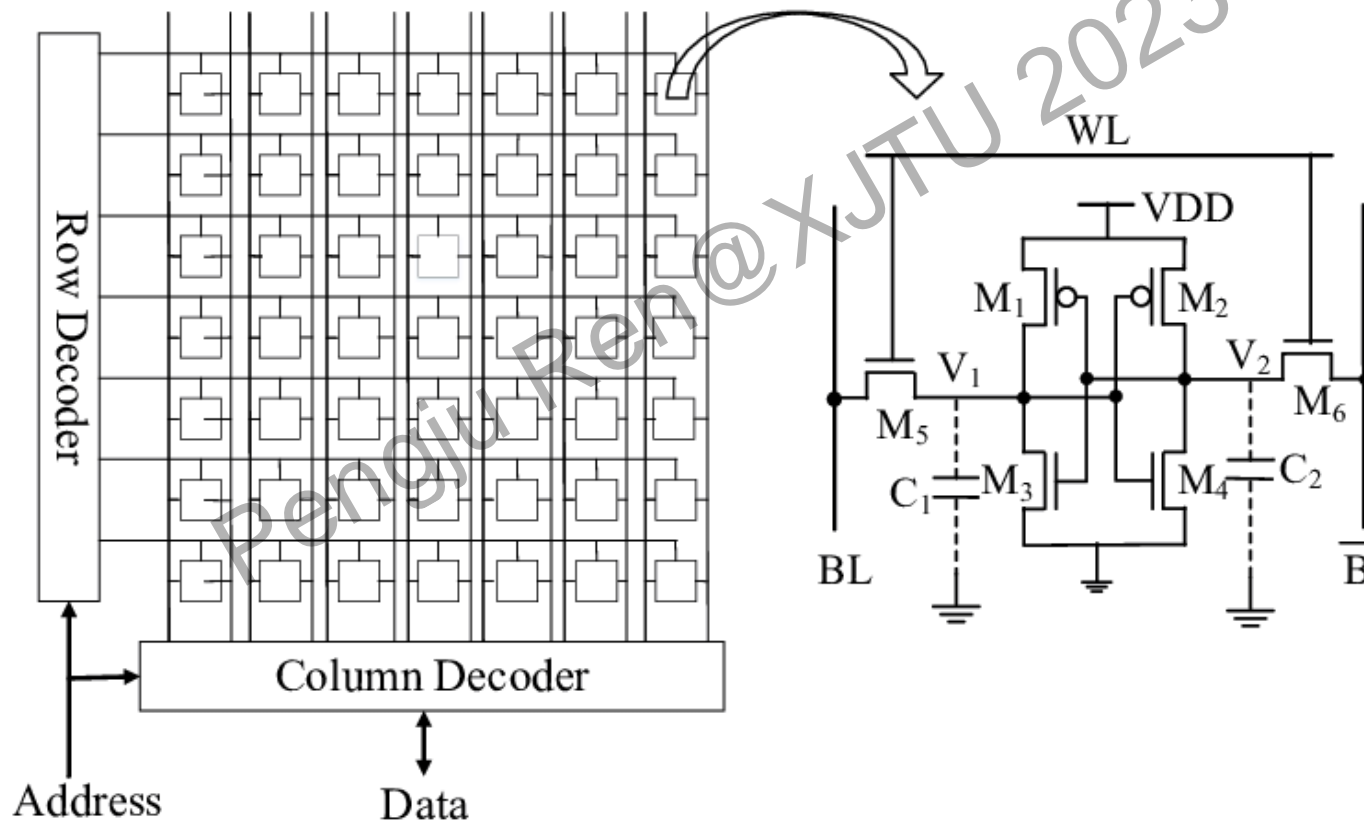 Row Decoder
Column Decoder
Address
Data
WL
VDD
M1
M2
V1
V2
M5
M6
C1
M3
M4
C2
BL
B
Pengju Ren@XJTU 2023